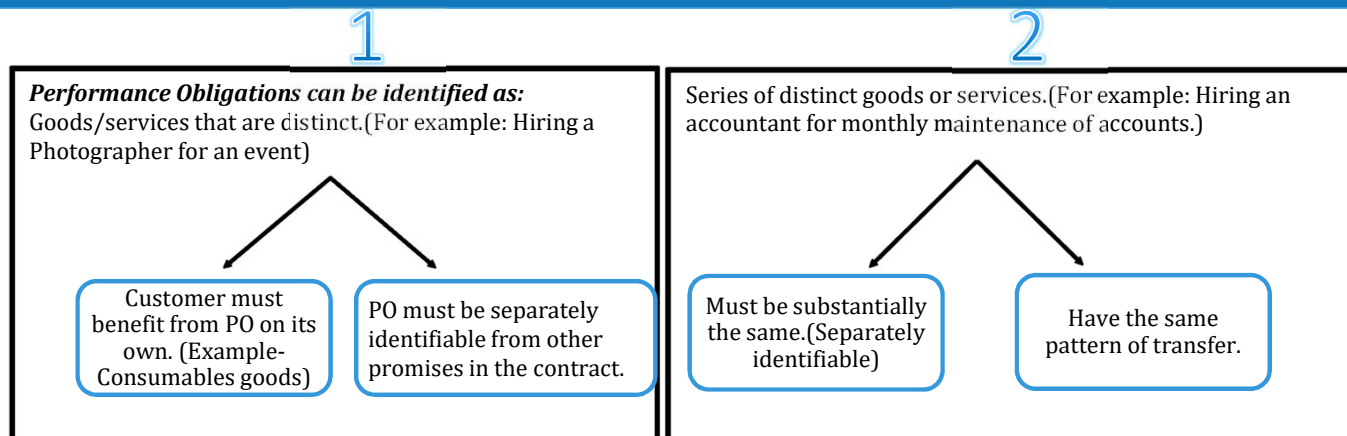 1
Performance Obligations can be identified as:
Goods/services that are distinct.(For example: Hiring a
Photographer for an event)
Customer must
benefit from PO on its
own. (Example-
Consumables goods)
PO must be separately
identifiable from other
promises in the contract.
2
Series of distinct goods or services.(For example: Hiring an
accountant for monthly maintenance of accounts.)
Must be substantially
the same.(Separately
identifiable)
Have the same
pattern of transfer.